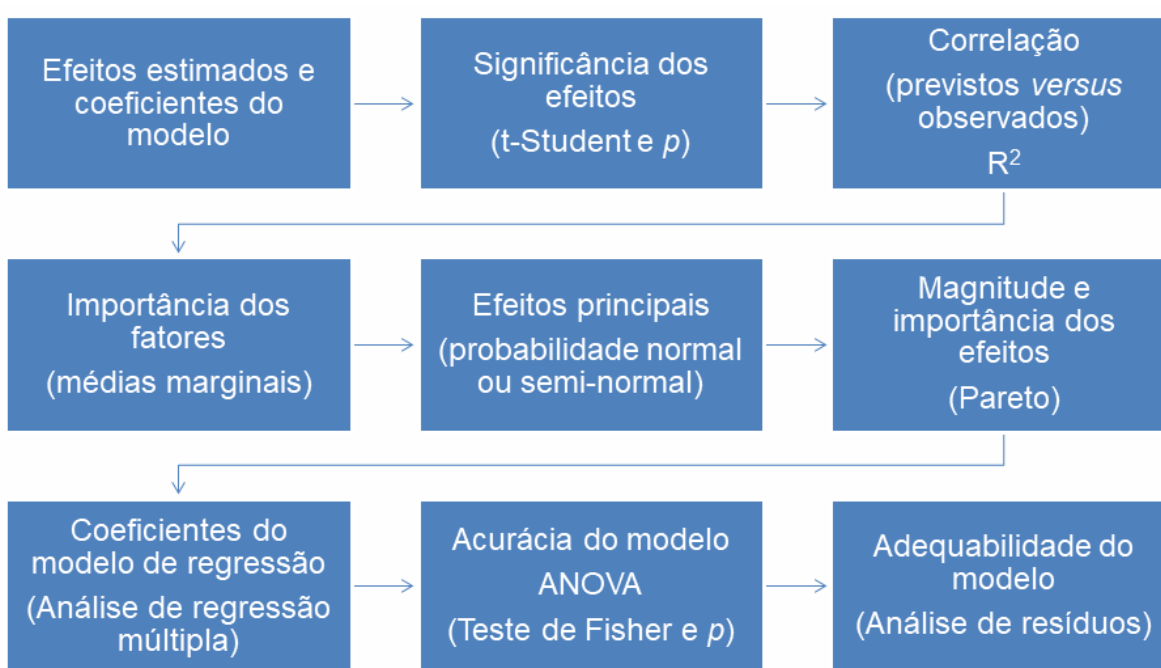 Efeitos estimados e
coeficientes do
modelo
Significância dos
efeitos
(t-Student e p)
Correlação
(previstos versus
observados)
R²
Importância dos
fatores
(médias marginais)
Efeitos principais
(probabilidade normal
ou semi-normal)
Magnitude e
importância dos
efeitos
(Pareto)
Coeficientes do
modelo de regressão
(Análise de regressão
múltipla)
Acurácia do modelo
ANOVA
(Teste de Fisher e p)
Adequabilidade do
modelo
(Análise de resíduos)